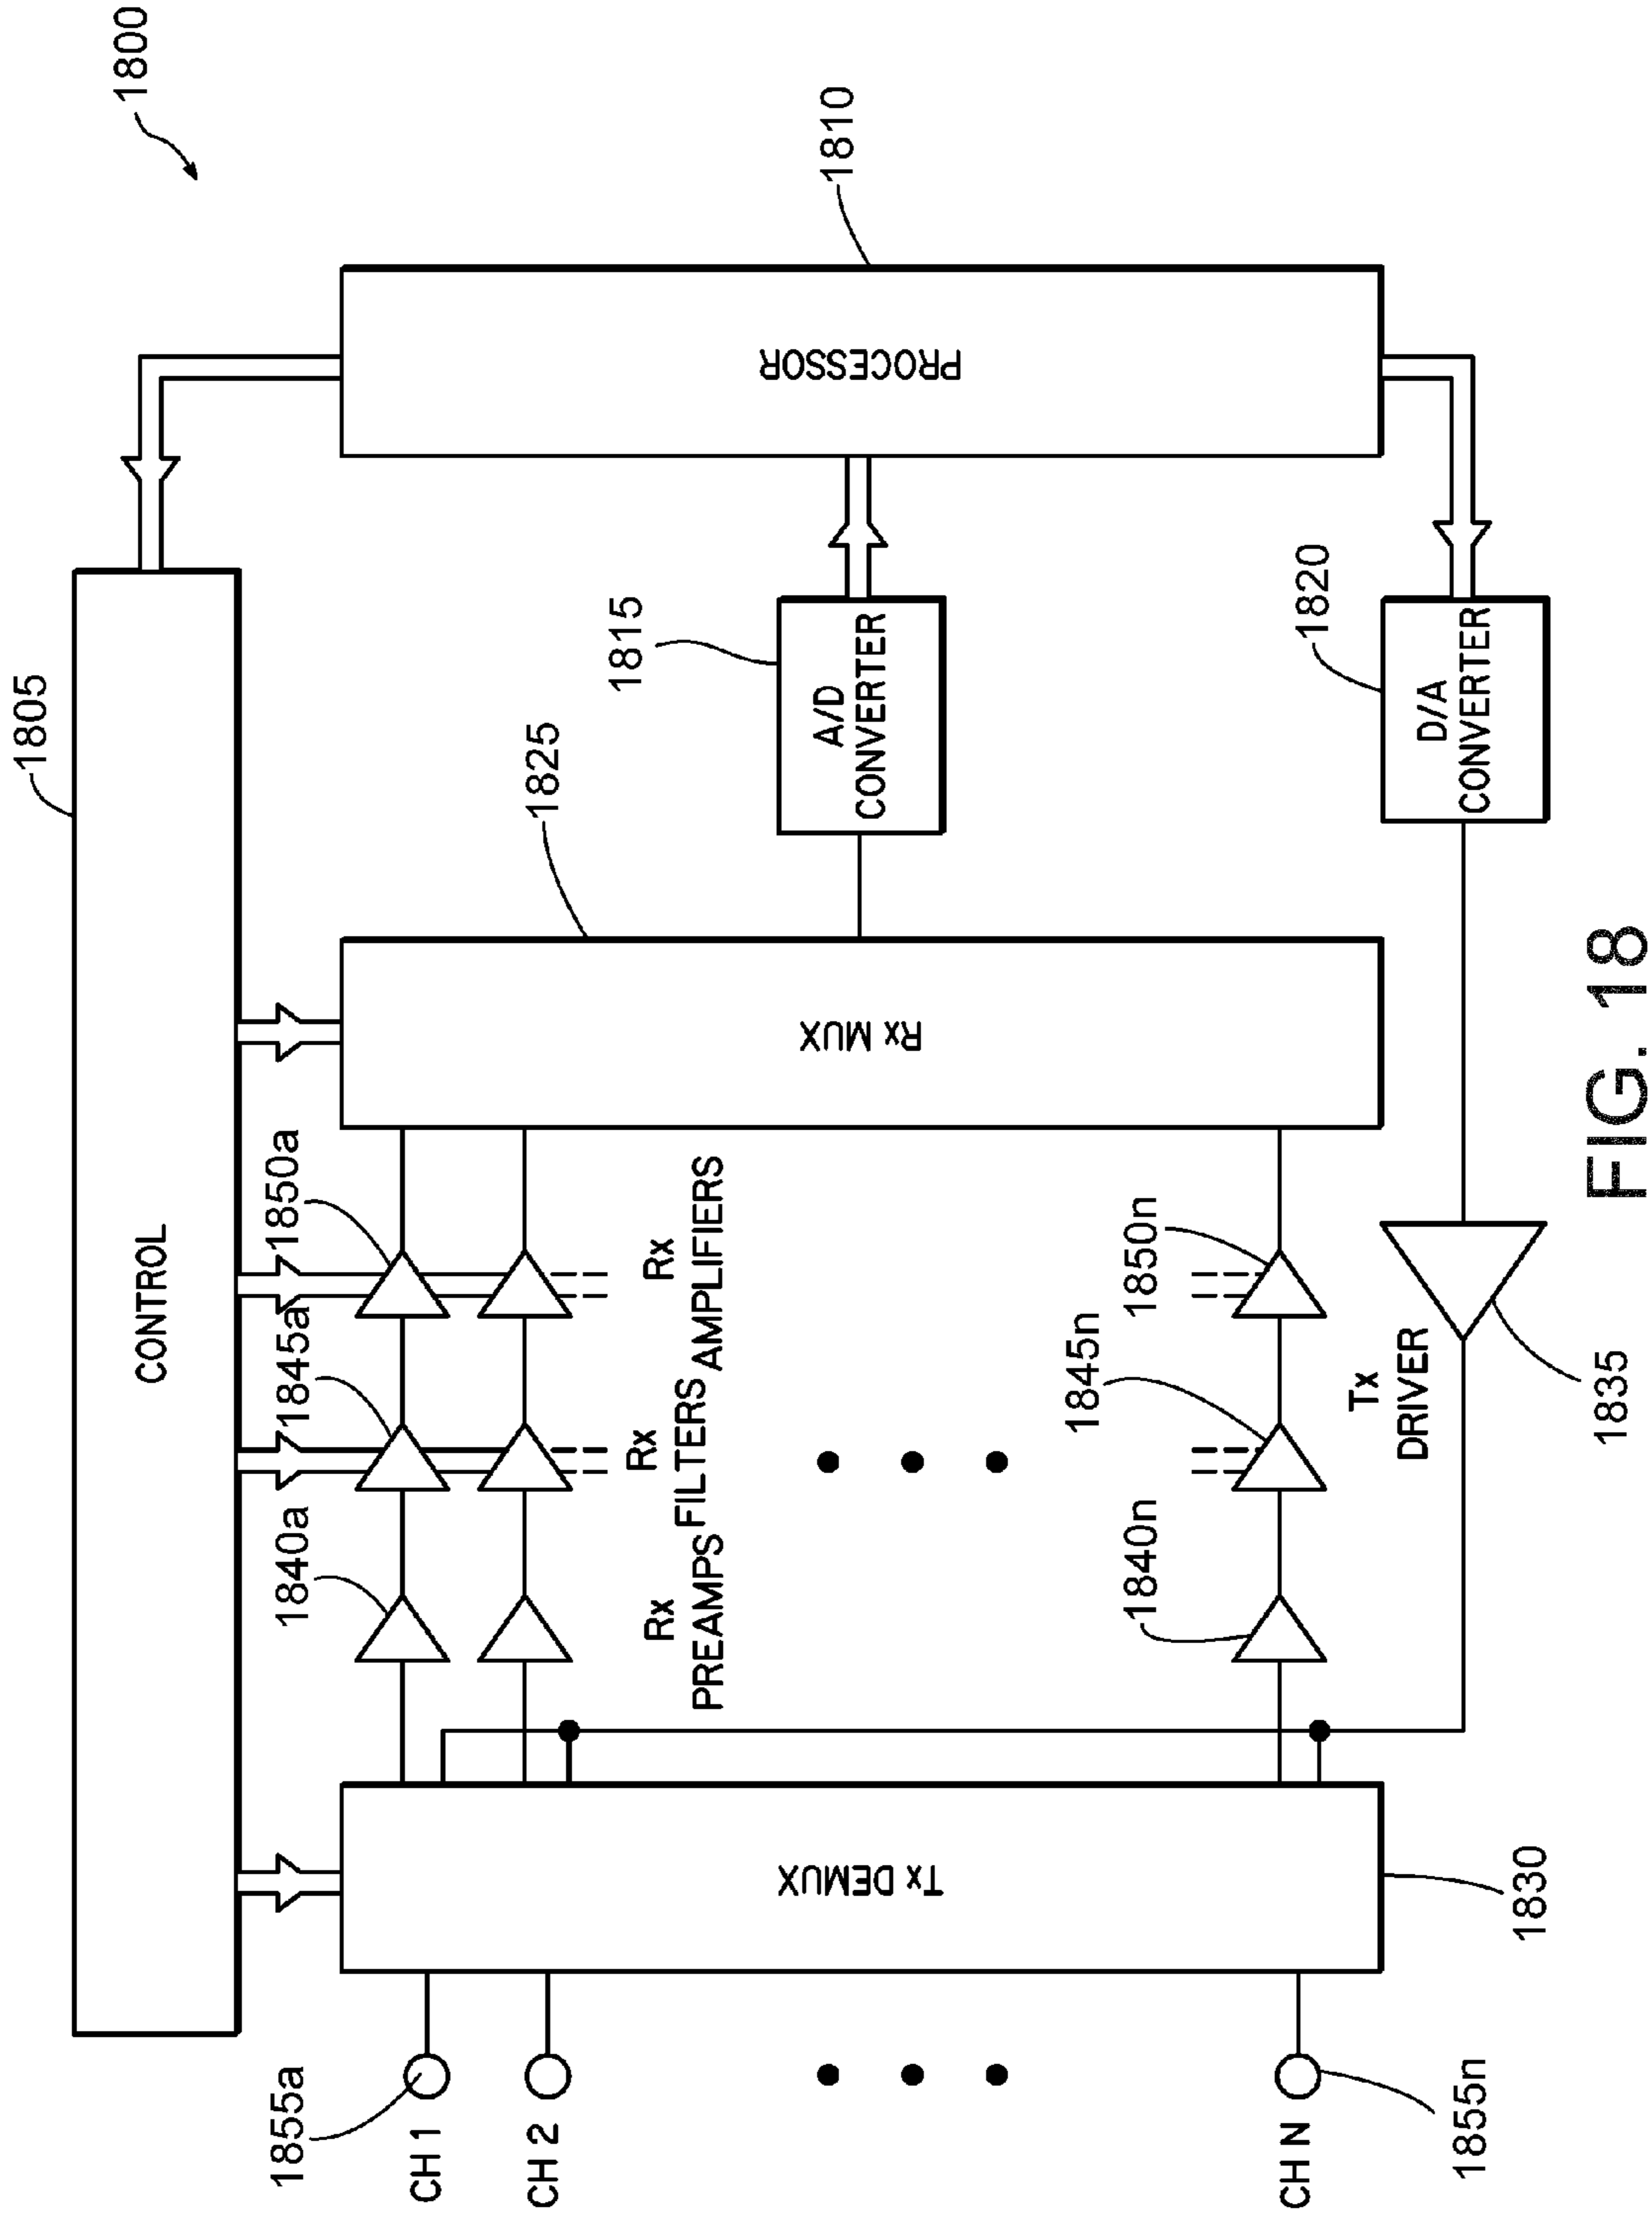 1800
1805
CONTROL
1810
PROCESSOR
1815
A/D
CONVERTER
1820
D/A
CONVERTER
1825
Rx MUX
1850a
1845a
1840a
Rx
AMPLIFIERS
Rx
FILTERS
Rx
PREAMPS
1850n
1845n
1840n
Tx
DRIVER
1835
Tx DEMUX
1830
1855a
CH 1
CH 2
CH N
1855n
FIG. 18